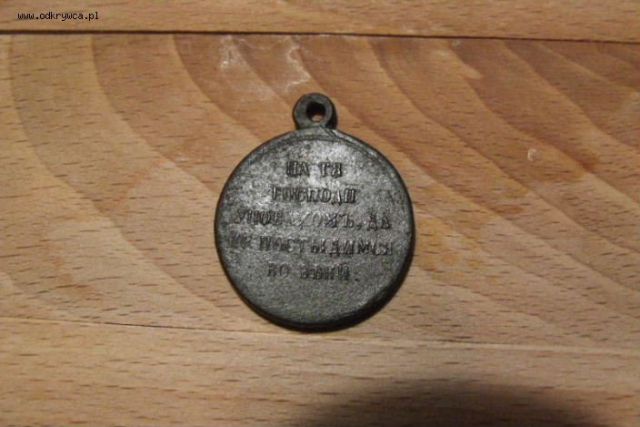 www.odkrywca.pl
НА ТЯ
ГОСПОДИ
УПОВАХОМЪ, ДА
НЕ ПОСТЫДИМСЯ
ВО ВѢКИ.